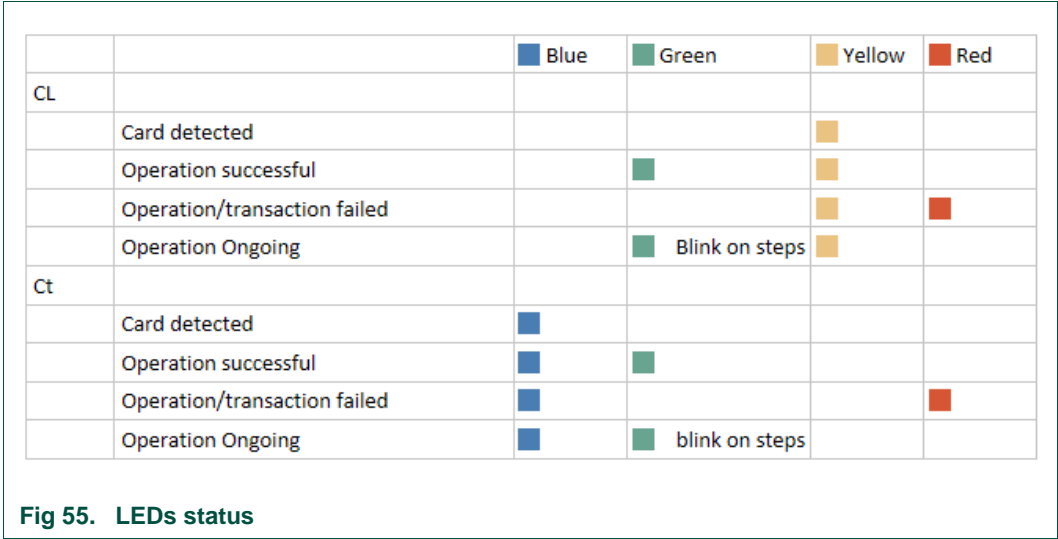 Blue Green Yellow Red
CL
Card detected
Operation successful
Operation/transaction failed
Operation Ongoing Blink on steps
Ct
Card detected
Operation successful
Operation/transaction failed
Operation Ongoing blink on steps
Fig 55. LEDs status